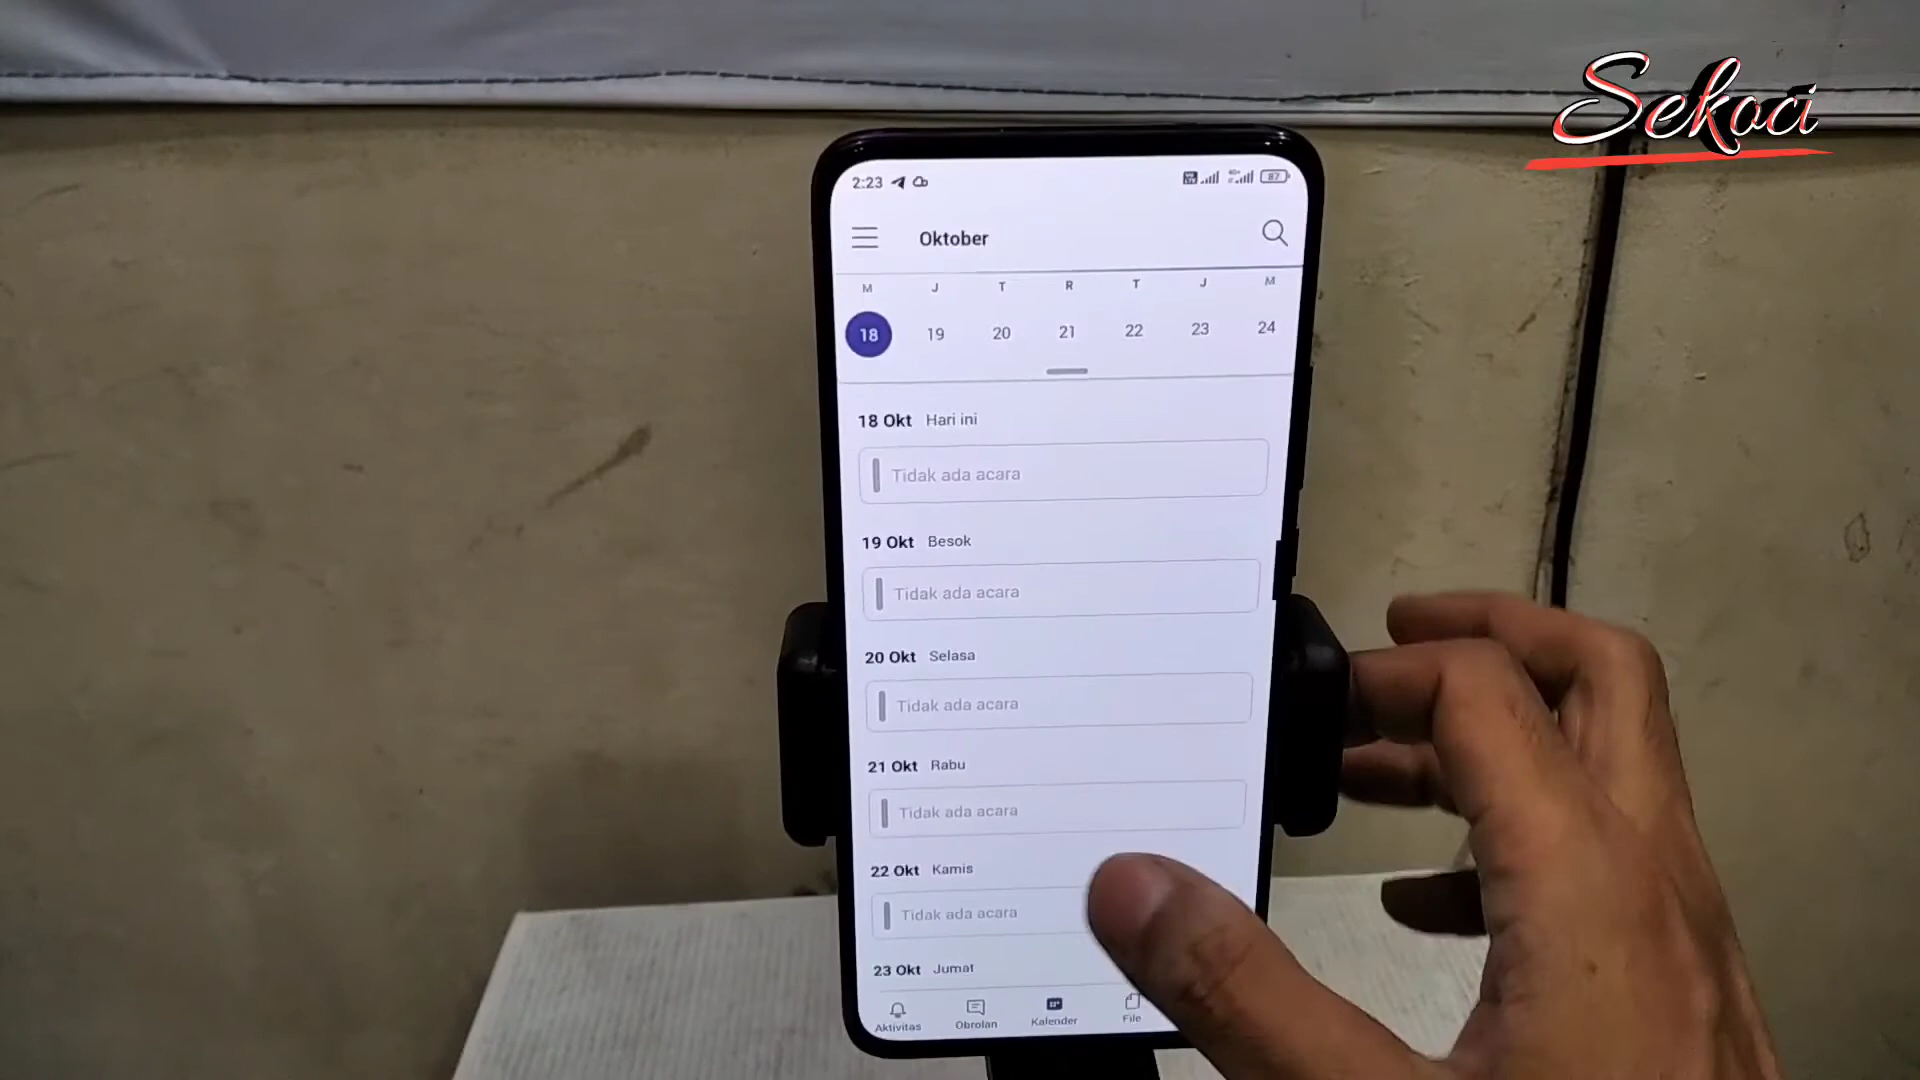 Sekoci
2:23
87
Oktober
M J T R T J M
18 19 20 21 22 23 24
18 Okt Hari ini
Tidak ada acara
19 Okt Besok
Tidak ada acara
20 Okt Selasa
Tidak ada acara
21 Okt Rabu
Tidak ada acara
22 Okt Kamis
Tidak ada acara
23 Okt Jumat
Aktivitas Obrolan Kalender File